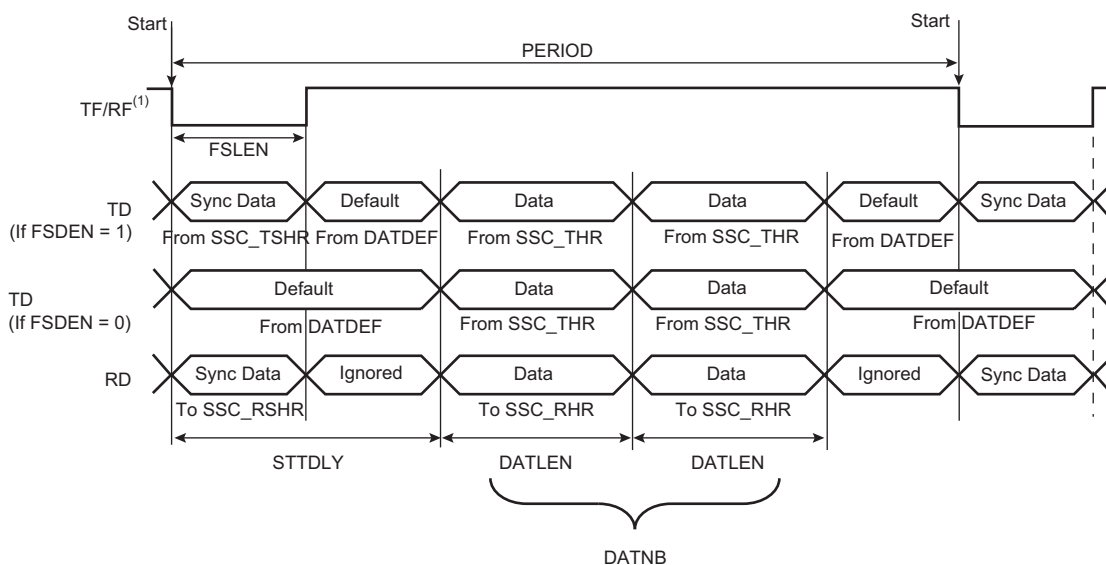 Start
Start
PERIOD
TF/RF(1)
FSLEN
TD
(If FSDEN = 1)
Sync Data
Default
Data
Data
Default
Sync Data
From SSC_TSHR
From DATDEF
From SSC_THR
From SSC_THR
From DATDEF
TD
(If FSDEN = 0)
Default
Data
Data
Default
From DATDEF
From SSC_THR
From SSC_THR
From DATDEF
RD
Sync Data
Ignored
Data
Data
Ignored
Sync Data
To SSC_RSHR
To SSC_RHR
To SSC_RHR
STTDLY
DATLEN
DATLEN
DATNB